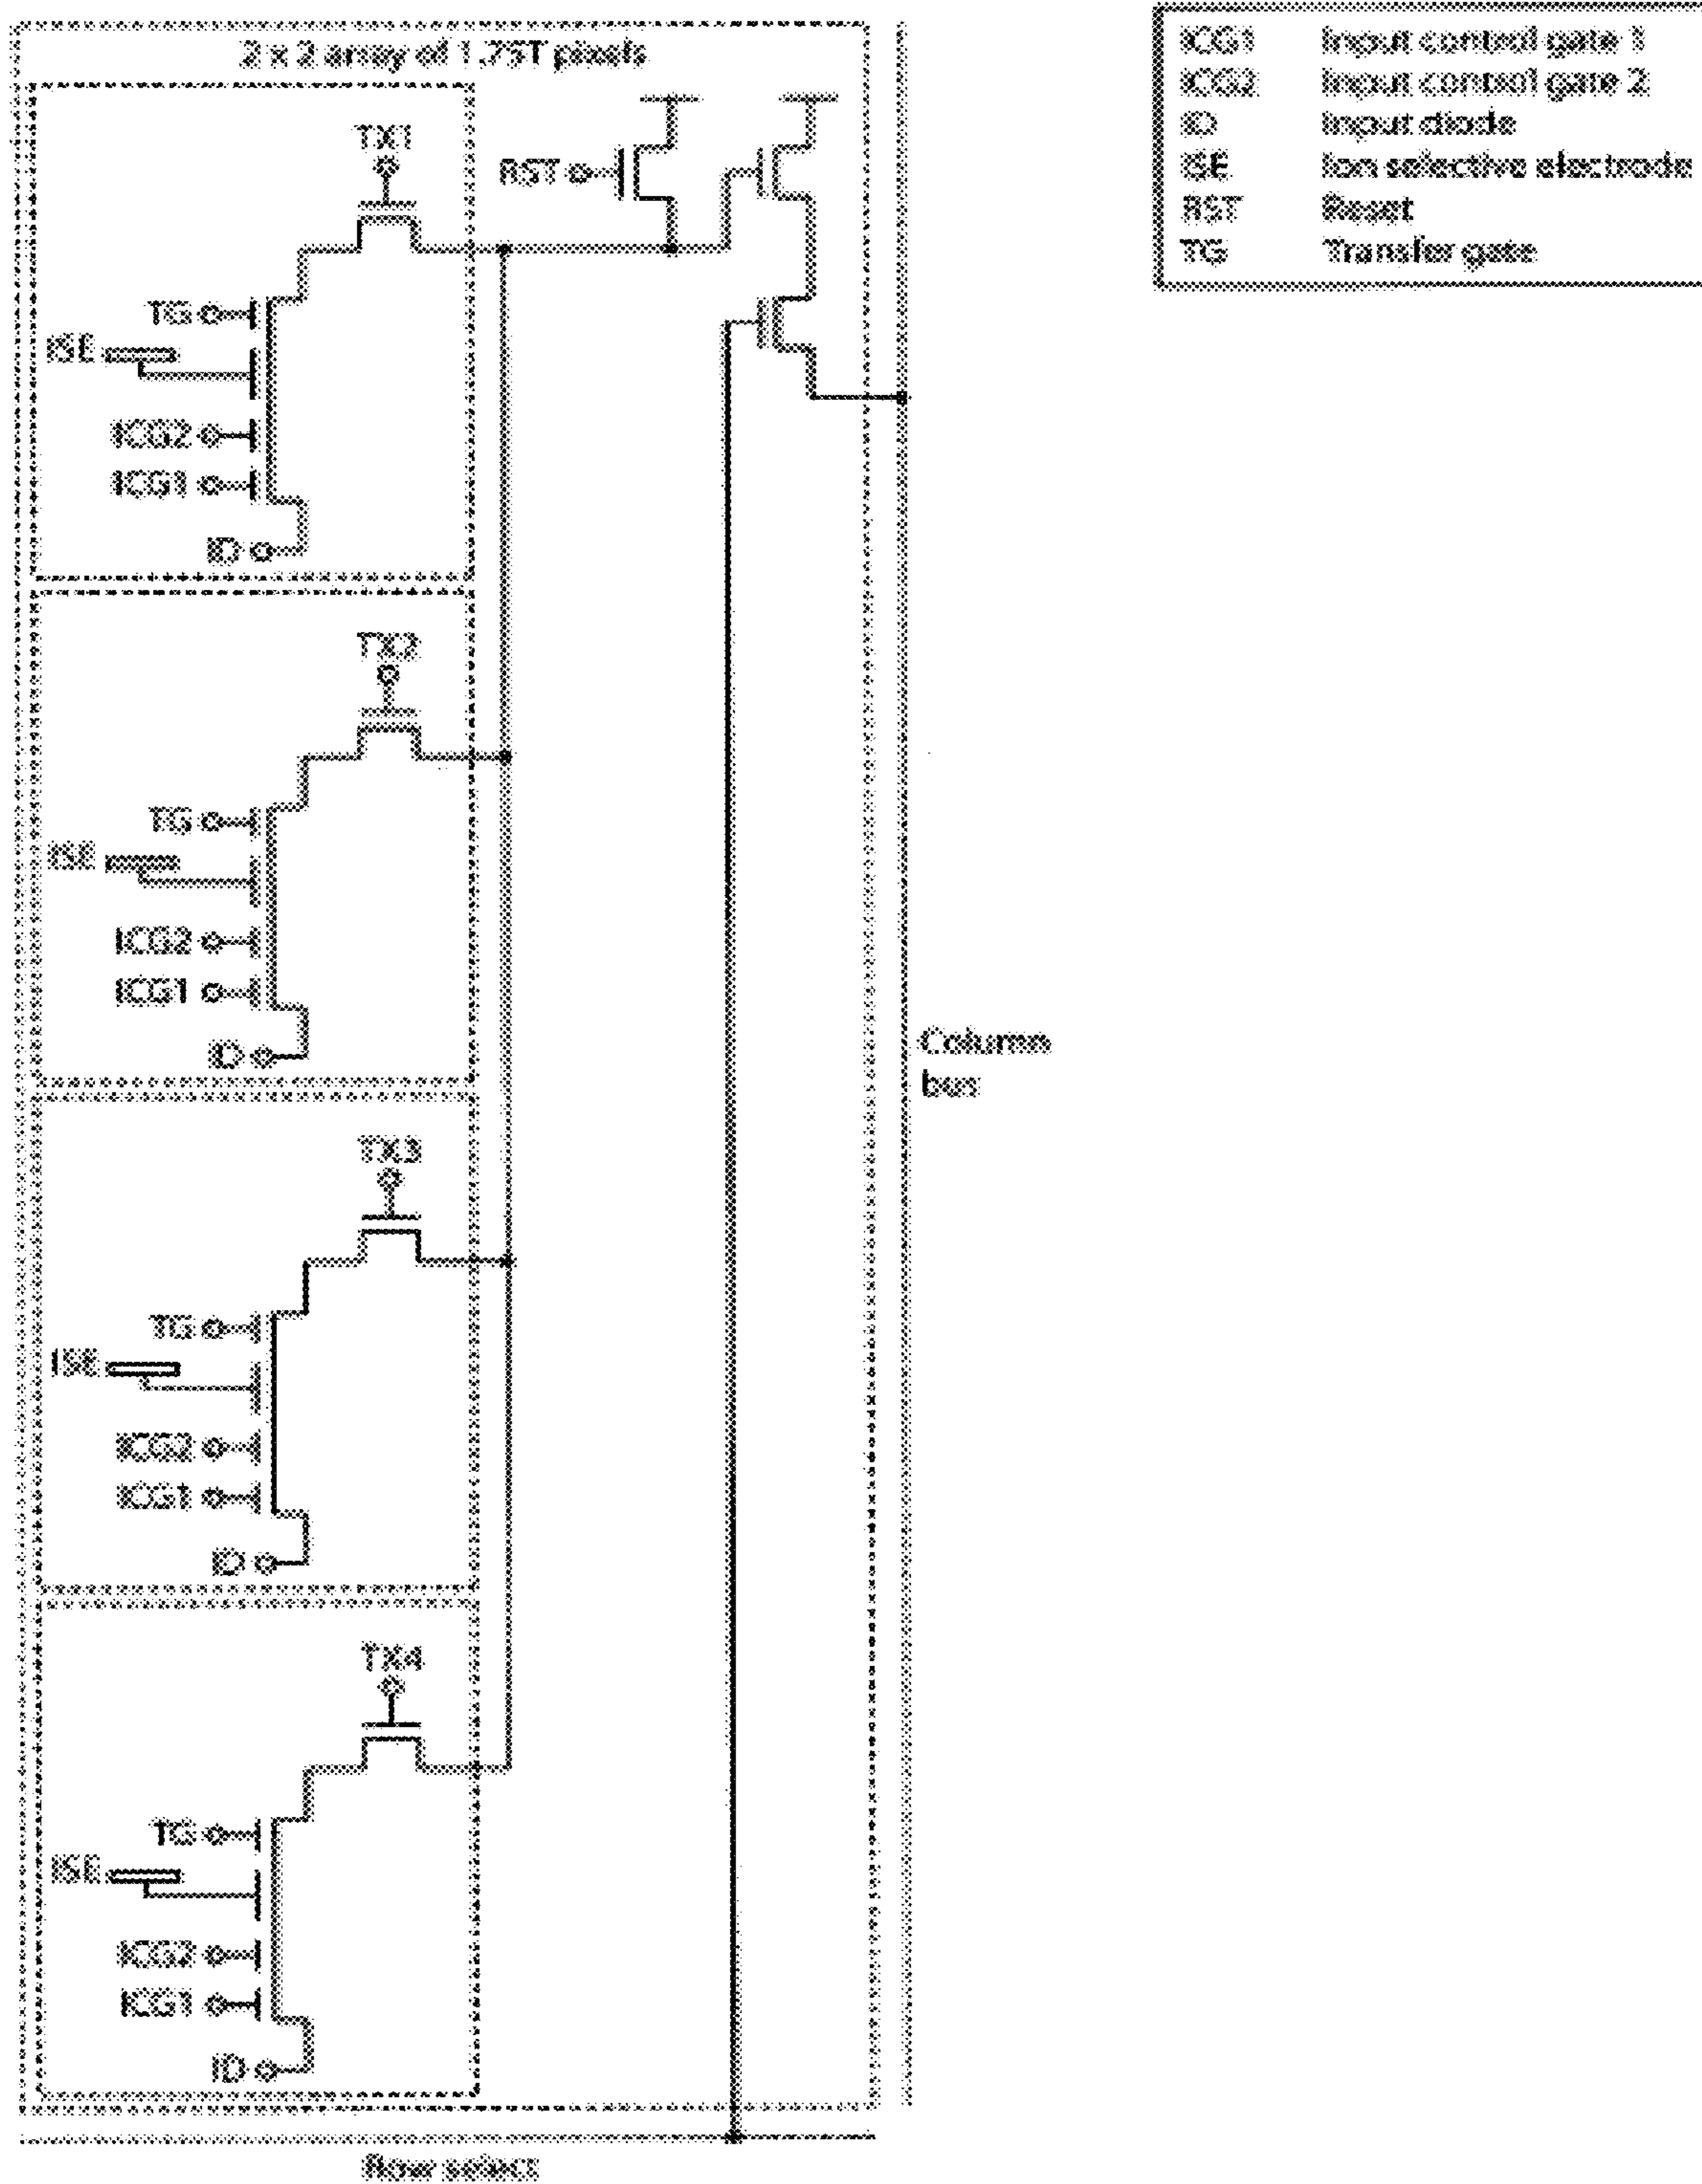 2 x 2 array of 1.75T pixels
TX1
RST
TG
ISE
ICG2
ICG1
ID
TX2
TG
ISE
ICG2
ICG1
ID
TX3
TG
ISE
ICG2
ICG1
ID
TX4
TG
ISE
ICG2
ICG1
ID
Column
bus
Row select
ICG1 Input control gate 1
ICG2 Input control gate 2
ID Input diode
ISE Ion selective electrode
RST Reset
TG Transfer gate